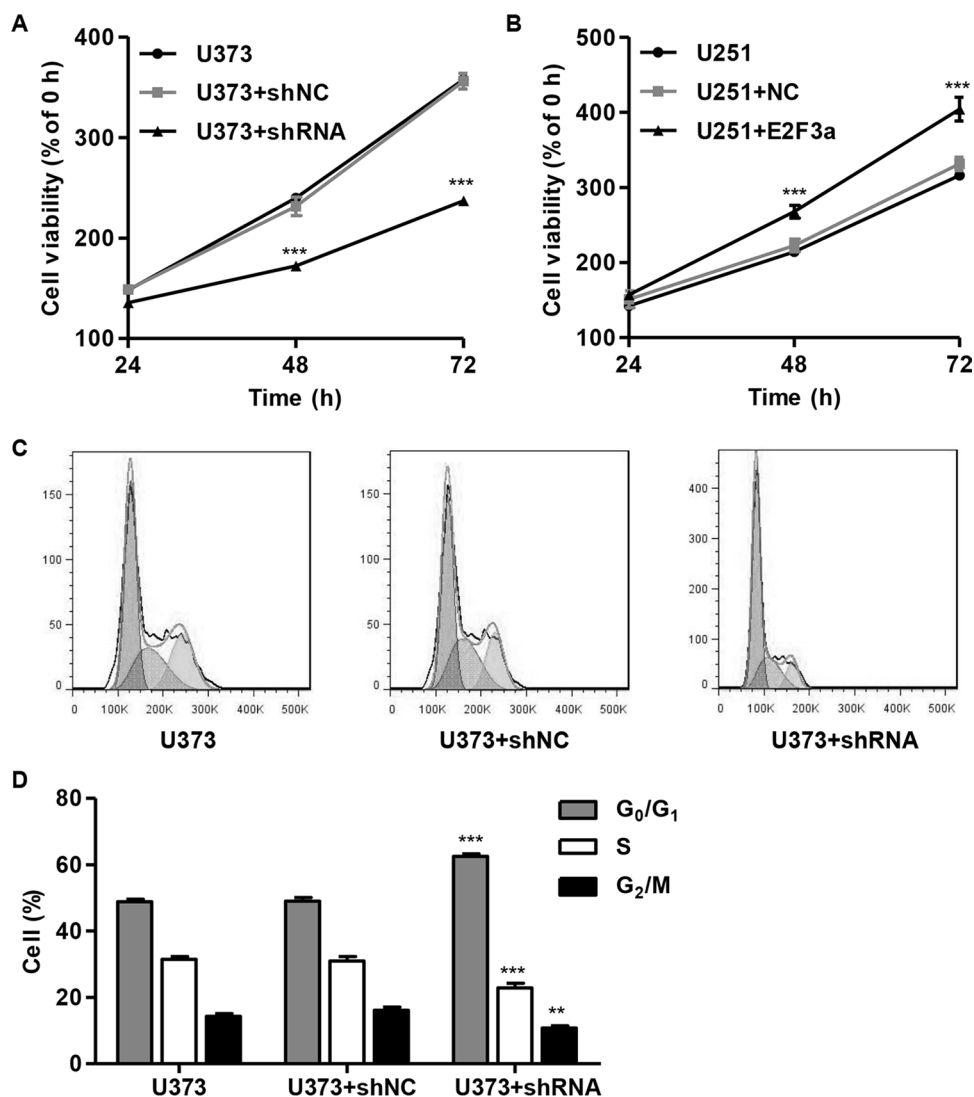 A
400
300
200
100
Cell viability (% of 0 h)
U373
U373+shNC
U373+shRNA
***
***
24
48
72
Time (h)
B
500
400
300
200
100
Cell viability (% of 0 h)
U251
U251+NC
U251+E2F3a
***
***
24
48
72
Time (h)
C
150
100
50
0
0 100K 200K 300K 400K 500K
U373
150
100
50
0
0 100K 200K 300K 400K 500K
U373+shNC
400
300
200
100
0
0 100K 200K 300K 400K 500K
U373+shRNA
D
80
60
40
20
0
Cell (%)
G₀/G₁
S
G₂/M
***
***
**
U373
U373+shNC
U373+shRNA